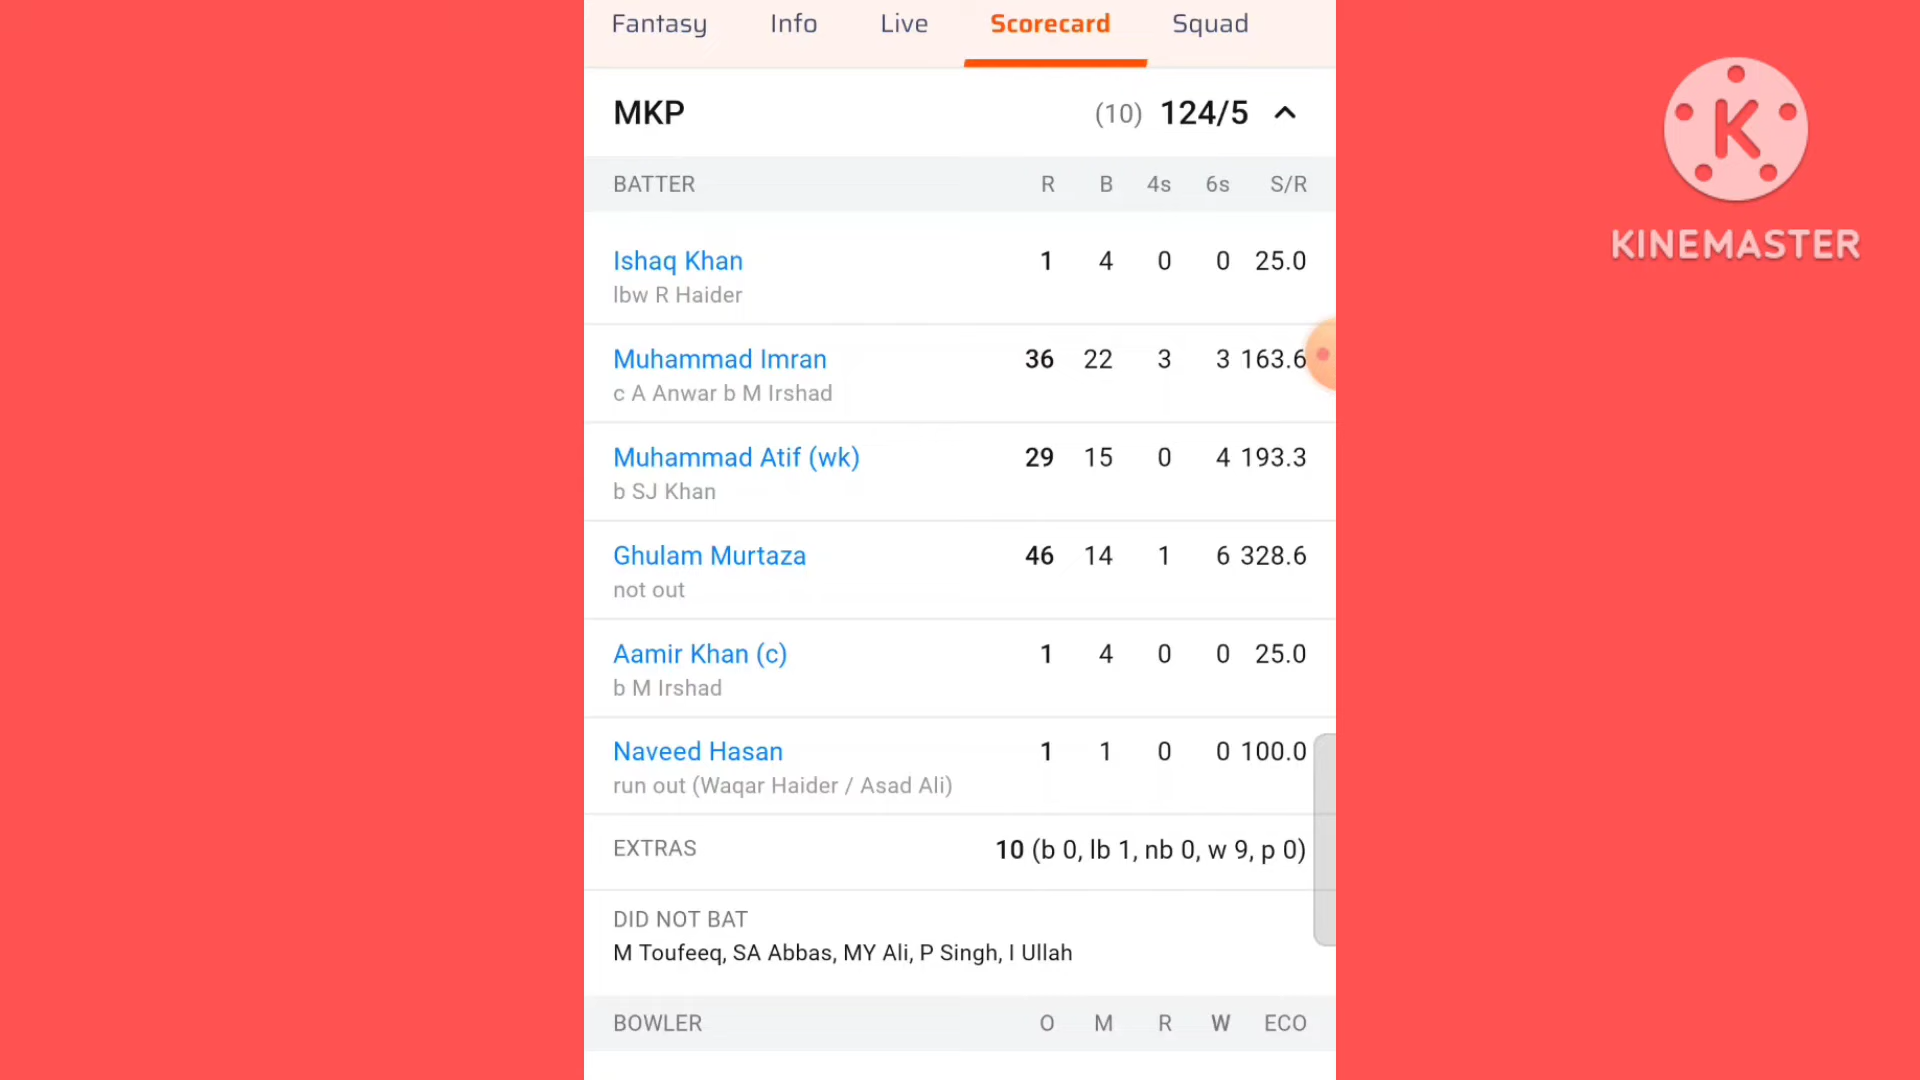 Fantasy Info Live Scorecard Squad
MKP (10) 124/5
BATTER R B 4s 6s S/R
Ishaq Khan 1 4 0 0 25.0
lbw R Haider
Muhammad Imran 36 22 3 3 163.6
c A Anwar b M Irshad
Muhammad Atif (wk) 29 15 0 4 193.3
b SJ Khan
Ghulam Murtaza 46 14 1 6 328.6
not out
Aamir Khan (c) 1 4 0 0 25.0
b M Irshad
Naveed Hasan 1 1 0 0 100.0
run out (Waqar Haider / Asad Ali)
EXTRAS 10 (b 0, lb 1, nb 0, w 9, p 0)
DID NOT BAT
M Toufeeq, SA Abbas, MY Ali, P Singh, I Ullah
BOWLER O M R W ECO
K
KINEMASTER